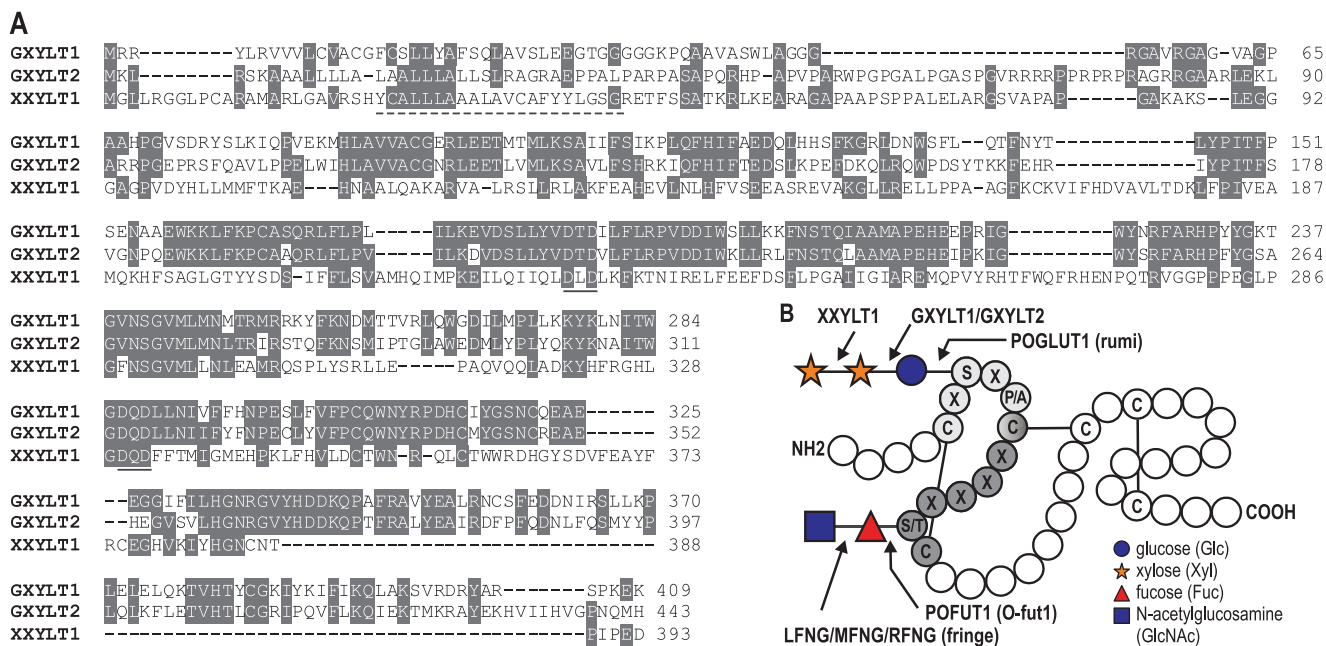 A
GXYLT1 MRR----------YLRVVVLCVACGFCSLLYAFSQLAVSLEEGTGGGGGKPQAAVASWLAGGG------------------------RGAVRGAG-VAGP 65
GXYLT2 MKL----------RSKAAALLLLA-LAALLLALLSLRAGRAEPPALPARPASAPQRHP-APVPARWPGPGALPGASPGVRRRRPPRPRPRAGRRGAARLEKL 90
XXYLT1 MGLLRGGLPCARAMARLGAVRSHYCALLLAAALAVCAFYYLGSGRETFSSATKRLKEARAGAPAAPSPPALELARGSVAPAP------GAKAKS-LEGG 92
GXYLT1 AAHPGVSDRYSLKIQPVEKMHLAVVACGERLEETMTMLKSAIIFSIKPLQFHIFAEDQLHHSFKGRLDNWSFL-QTFNYT------------LYPITFP 151
GXYLT2 ARRPGEPRSFQAVLPPELWIHLAVVACGNRLEETLVMLKSAVLFSHRKIQFHIFTEDSLKPEFDKQLRQWPDSYTKKFEHR-----------IYPITFS 178
XXYLT1 GAGPVDYHLLMMFTKAE---HNAALQAKARVA-LRSLLRLAKFEAHEVLNLHFVSEEASREVAKGLLRELLPPA-AGFKCKVIFHDVAVLTDKLFPIVEA 187
GXYLT1 SENAAEWKKLFKPCASQRLFLPL------ILKEVDSLLYVDTDILFLRPVDDIWSLLKKFNSTQIAAMAPEHEEPRIG---------WYNRFARHPYYGKT 237
GXYLT2 VGNPQEWKKLFKPCAAQRLFLPV------ILKDVDSLLYVDTDVLFLRPVDDIWKLLRLFNSTQLAAMAPEHEIPKIG---------WYSRFARHPFYGSA 264
XXYLT1 MQKHFSAGLGTYYSDS-IFFLSVAMHQIMPKEILQIIQLDLDLKFKTNIRELFEEFDSFLPGAIIGIAREMQPVYRHTFWQFRHENPQTRVGGPPPEGLP 286
GXYLT1 GVNSGVMLMNMTRMRRKYFKNDMTTVRLQWGDILMPLLKKYKLNITW 284
GXYLT2 GVNSGVMLMNLTRIRSTQFKNSMIPTGLAWEDMLYPLYQKYKNAITW 311
XXYLT1 GFNSGVMLLNLEAMRQSPLYSRLLE-----PAQVQQLADKYHFRGHL 328
GXYLT1 GDQDLLNIVFFHNPESLFVFPCQWNYRPDHCIYGSNCQEAE------ 325
GXYLT2 GDQDLLNIIFYFNPECLYVFPCQWNYRPDHCMYGSNCREAE------ 352
XXYLT1 GDQDFFTMIGMEHPKLFHVLDCTWN-R-QLCTWWRDHGYSDVFEAYF 373
GXYLT1 --EGGIFILHGNRGVYHDDKQPAFRAVYEALRNCSFEDDNIRSLLKP 370
GXYLT2 -HEGVSVLHGNRGVYHDDKQPTFRALYEAIRDFPFQDNLFQSMYYP 397
XXYLT1 RCEGHVKIYHGNCNT-------------------------------- 388
GXYLT1 LELELQKTVHTYCGKIYKIFIKQLAKSVRDRYAR--------SPKEK 409
GXYLT2 LQLKFLETVHTLCGRIPQVFLKQIEKTMKRAYEKHVIIHVGPNQMH 443
XXYLT1 -----------------------------------------PIPED 393
B
XXYLT1
GXYLT1/GXYLT2
POGLUT1 (rumi)
S
X
X
P/A
C
C
C
C
NH2
X
X
X
X
S/T
C
C
COOH
POFUT1 (O-fut1)
LFNG/MFNG/RFNG (fringe)
glucose (Glc)
xylose (Xyl)
fucose (Fuc)
N-acetylglucosamine
(GlcNAc)